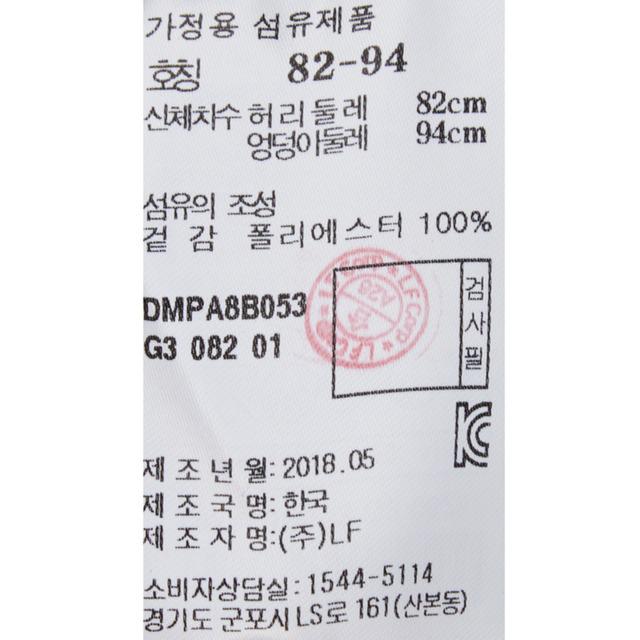 가정용 섬유제품
호칭 82-94
신체치수 허리둘레 82cm
엉덩이둘레 94cm
섬유의 조성
겉감 폴리에스터 100%
DMPA8B053
G3 082 01
LF Corp
검사필
제조년월: 2018.05
제조국명: 한국
제조자명:(주)LF
소비자상담실: 1544-5114
경기도 군포시 LS로 161(산본동)